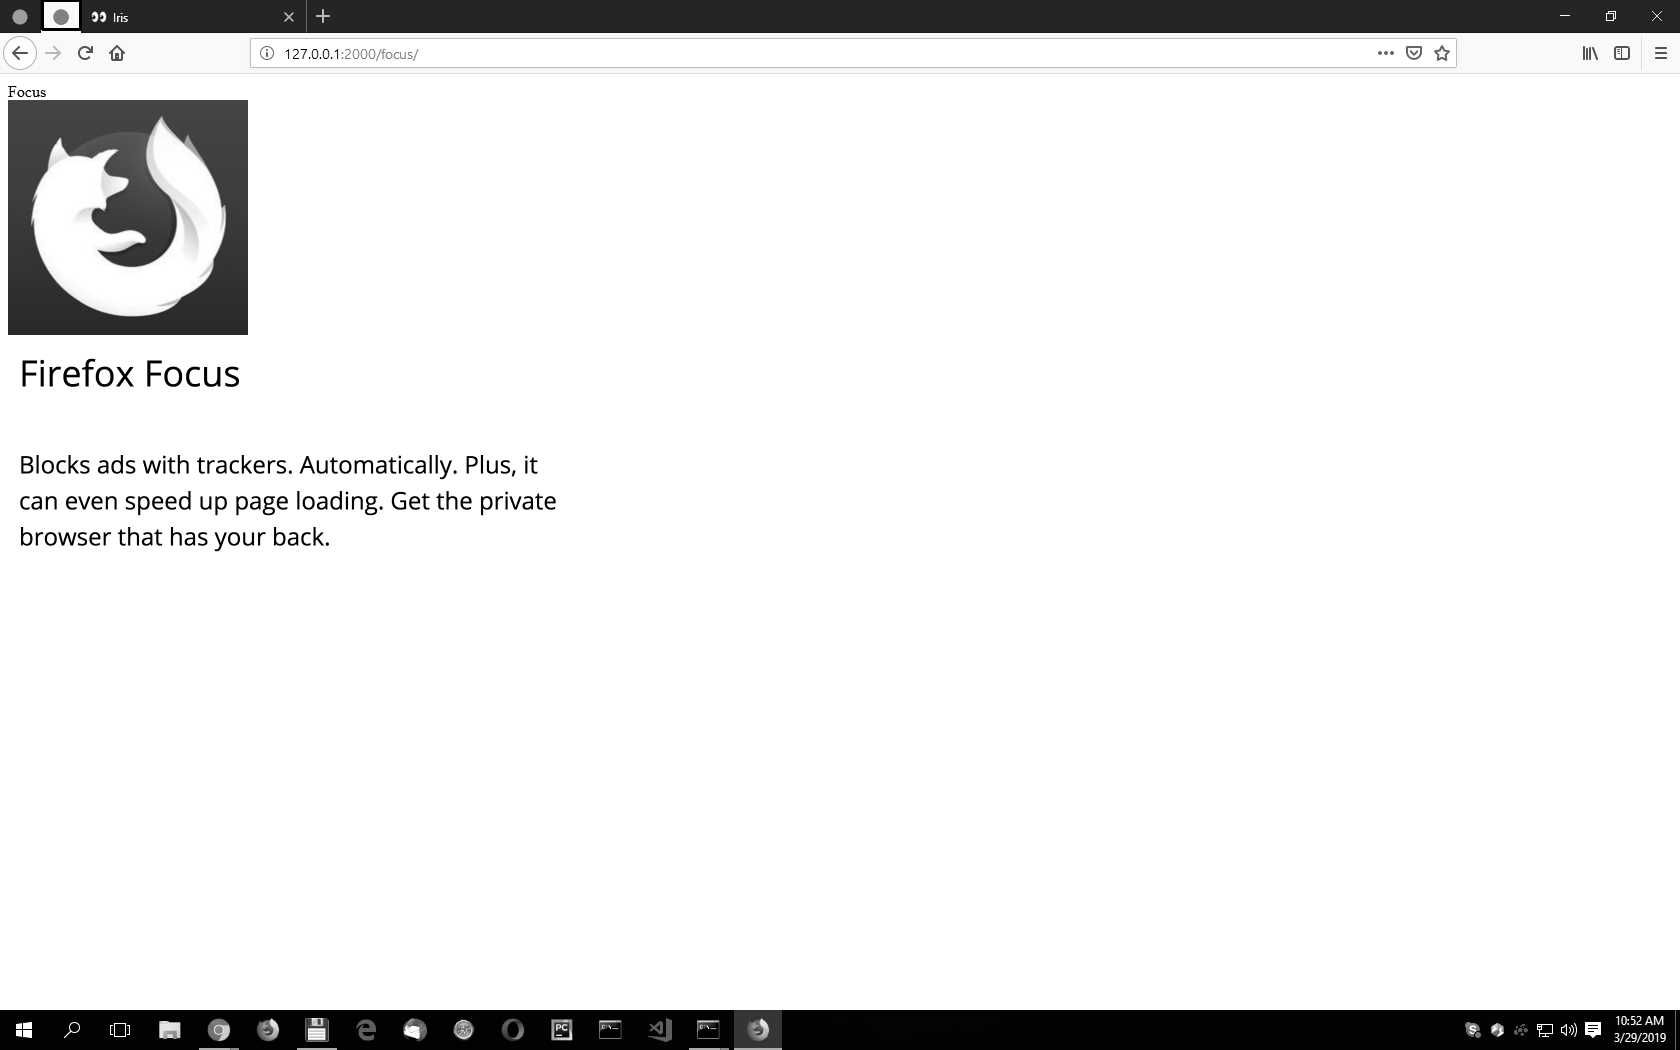 Iris
127.0.0.1:2000/focus/
Focus
Firefox Focus
Blocks ads with trackers. Automatically. Plus, it
can even speed up page loading. Get the private
browser that has your back.
PC
10:52 AM
3/29/2019